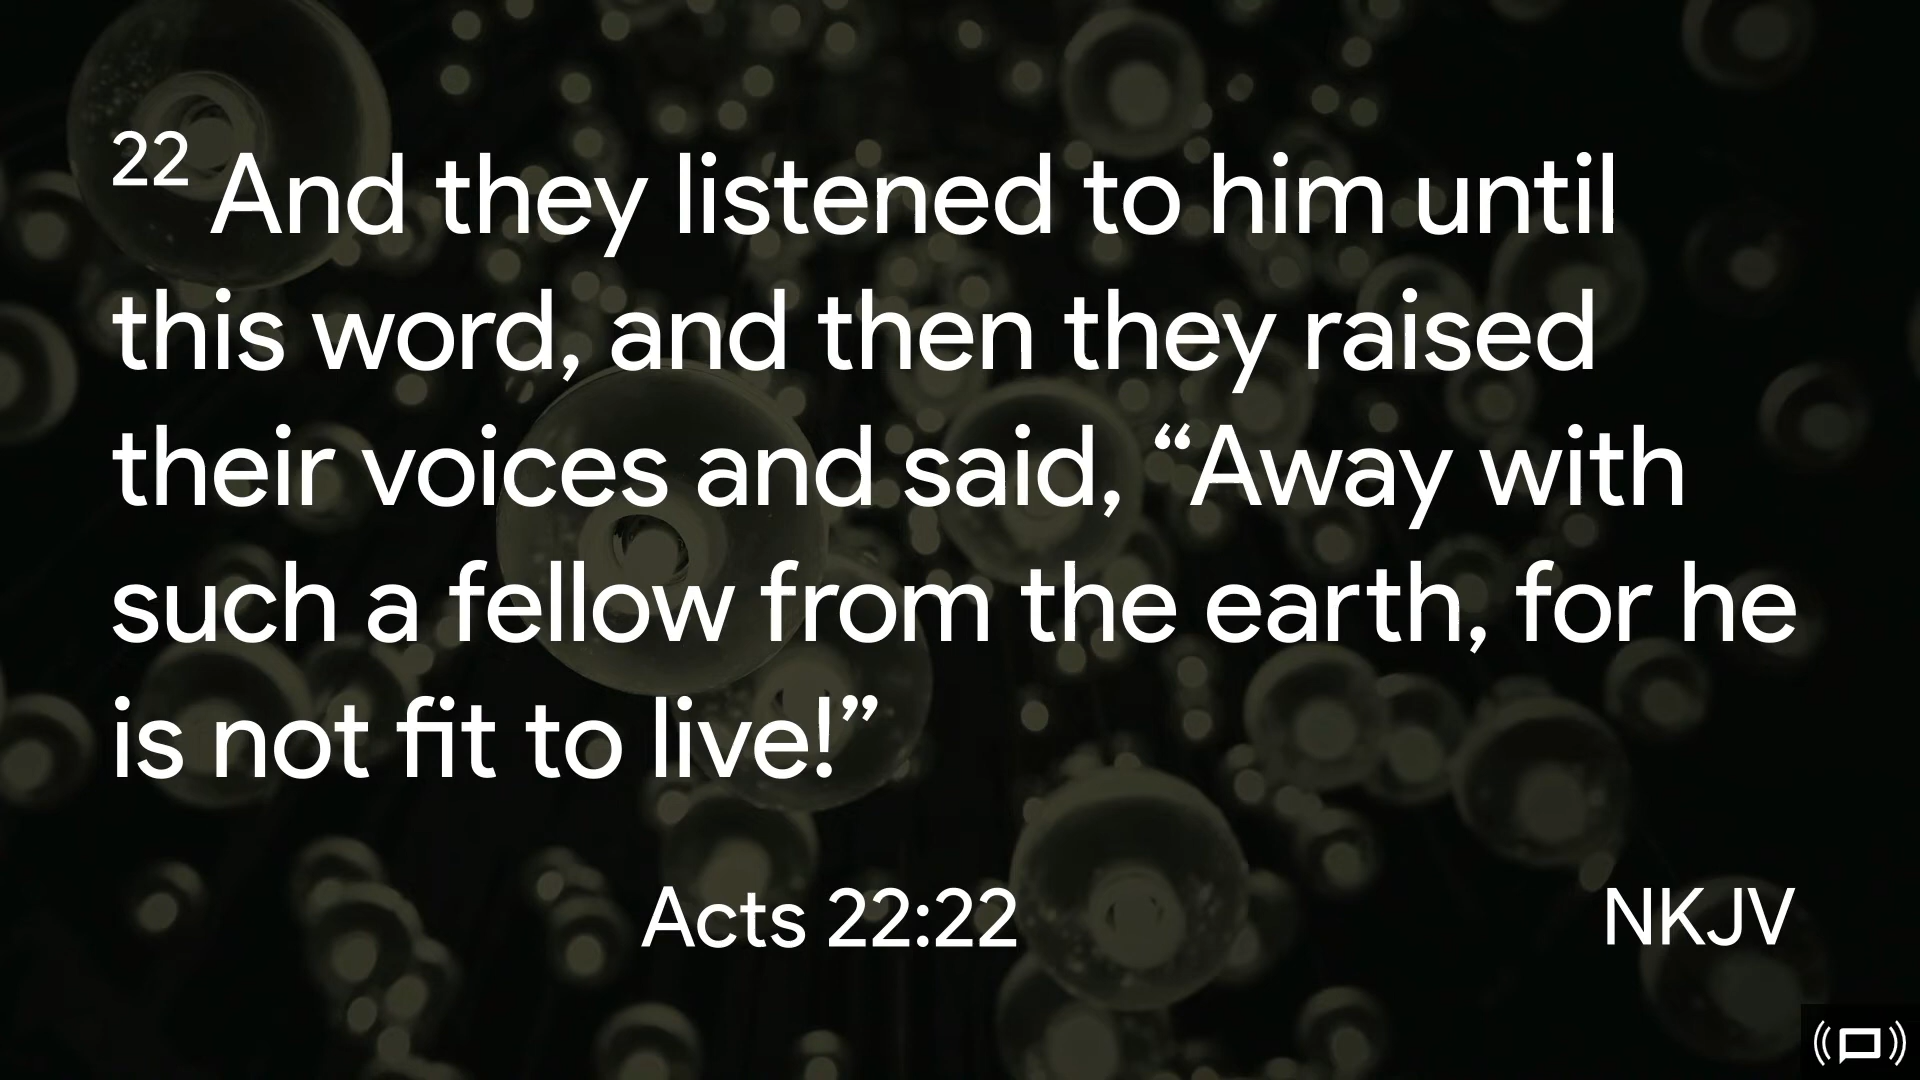 22 And they listened to him until
this word, and then they raised
their voices and said, “Away with
such a fellow from the earth, for he
is not fit to live!”
Acts 22:22
NKJV